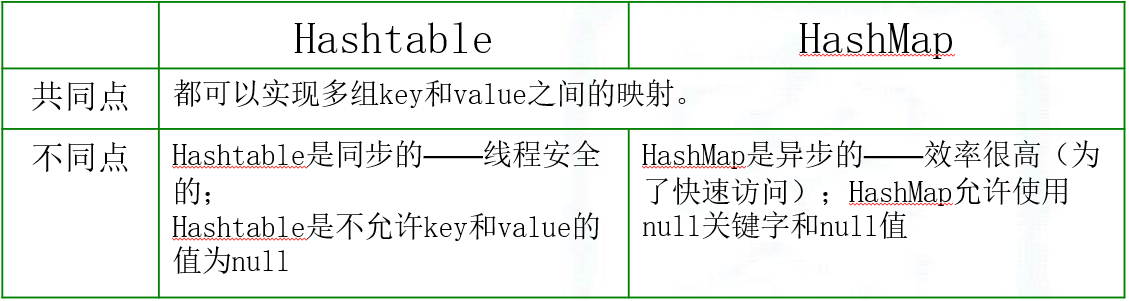 Hashtable HashMap
共同点 都可以实现多组key和value之间的映射。
不同点 Hashtable是同步的——线程安全
的;
Hashtable是不允许key和value的
值为null
HashMap是异步的——效率很高（为
了快速访问）;HashMap允许使用
null关键字和null值